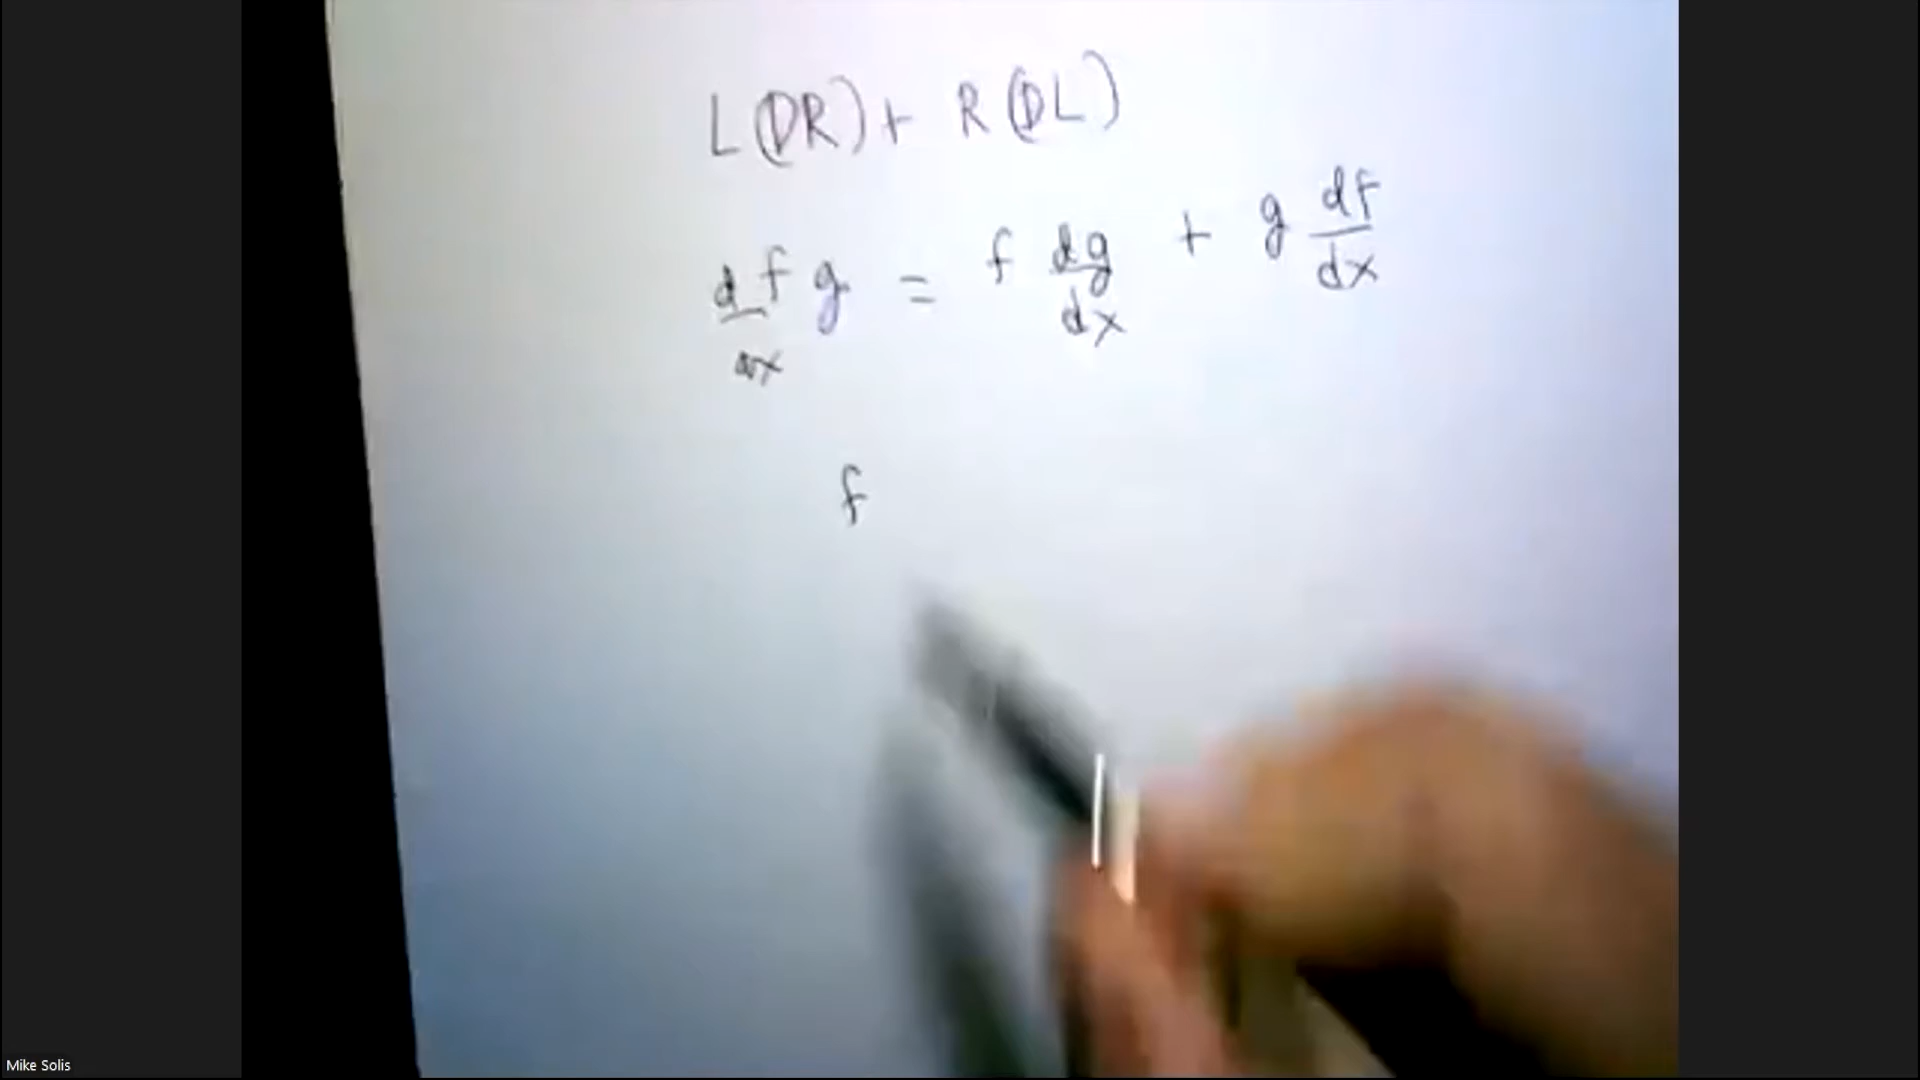 L(DR) + R(DL)
d/dx f g = f dg/dx + g df/dx
f
Mike Solis